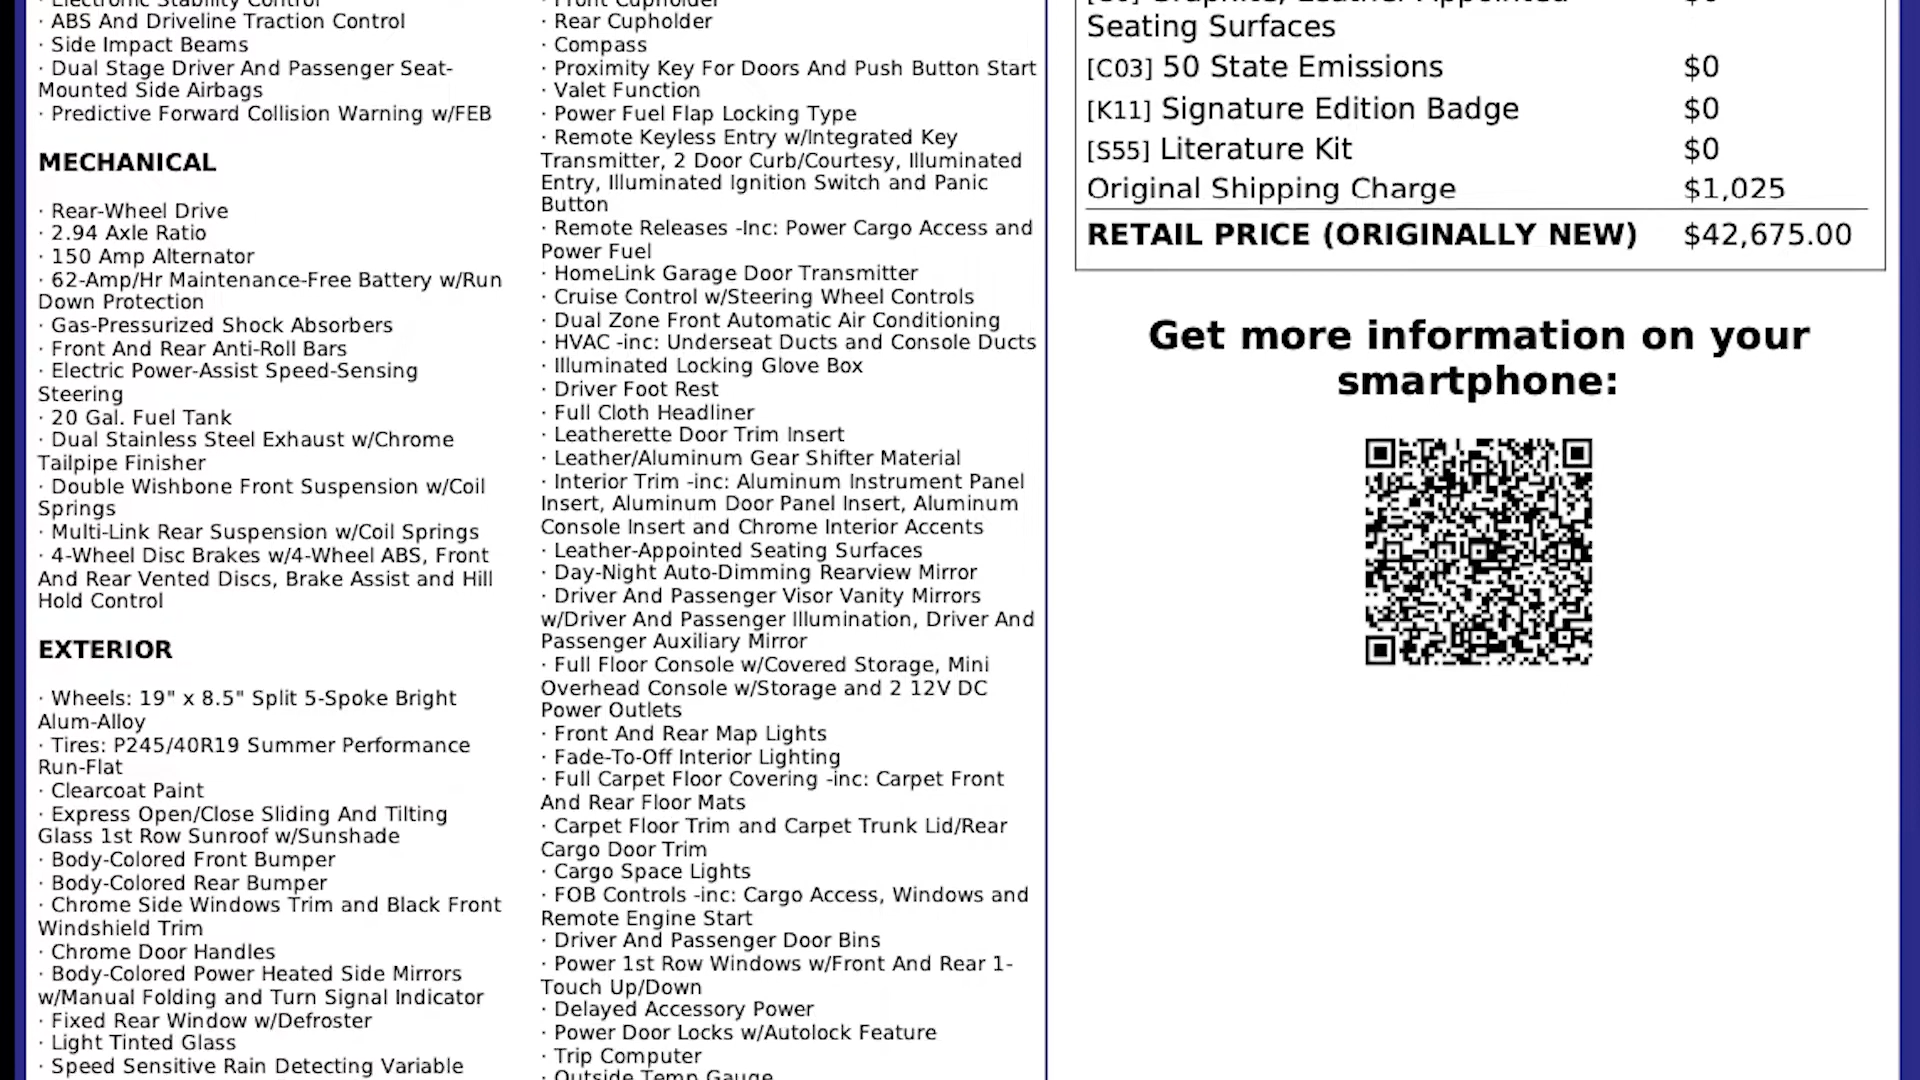 Electronic Stability Control
· ABS And Driveline Traction Control
· Side Impact Beams
· Dual Stage Driver And Passenger Seat-
Mounted Side Airbags
· Predictive Forward Collision Warning w/FEB
MECHANICAL
· Rear-Wheel Drive
· 2.94 Axle Ratio
· 150 Amp Alternator
· 62-Amp/Hr Maintenance-Free Battery w/Run
Down Protection
· Gas-Pressurized Shock Absorbers
· Front And Rear Anti-Roll Bars
· Electric Power-Assist Speed-Sensing
Steering
· 20 Gal. Fuel Tank
· Dual Stainless Steel Exhaust w/Chrome
Tailpipe Finisher
· Double Wishbone Front Suspension w/Coil
Springs
· Multi-Link Rear Suspension w/Coil Springs
· 4-Wheel Disc Brakes w/4-Wheel ABS, Front
And Rear Vented Discs, Brake Assist and Hill
Hold Control
EXTERIOR
· Wheels: 19" x 8.5" Split 5-Spoke Bright
Alum-Alloy
· Tires: P245/40R19 Summer Performance
Run-Flat
· Clearcoat Paint
· Express Open/Close Sliding And Tilting
Glass 1st Row Sunroof w/Sunshade
· Body-Colored Front Bumper
· Body-Colored Rear Bumper
· Chrome Side Windows Trim and Black Front
Windshield Trim
· Chrome Door Handles
· Body-Colored Power Heated Side Mirrors
w/Manual Folding and Turn Signal Indicator
· Fixed Rear Window w/Defroster
· Light Tinted Glass
· Speed Sensitive Rain Detecting Variable
Front Cupholder
· Rear Cupholder
· Compass
· Proximity Key For Doors And Push Button Start
· Valet Function
· Power Fuel Flap Locking Type
· Remote Keyless Entry w/Integrated Key
Transmitter, 2 Door Curb/Courtesy, Illuminated
Entry, Illuminated Ignition Switch and Panic
Button
· Remote Releases -Inc: Power Cargo Access and
Power Fuel
· HomeLink Garage Door Transmitter
· Cruise Control w/Steering Wheel Controls
· Dual Zone Front Automatic Air Conditioning
· HVAC -inc: Underseat Ducts and Console Ducts
· Illuminated Locking Glove Box
· Driver Foot Rest
· Full Cloth Headliner
· Leatherette Door Trim Insert
· Leather/Aluminum Gear Shifter Material
· Interior Trim -inc: Aluminum Instrument Panel
Insert, Aluminum Door Panel Insert, Aluminum
Console Insert and Chrome Interior Accents
· Leather-Appointed Seating Surfaces
· Day-Night Auto-Dimming Rearview Mirror
· Driver And Passenger Visor Vanity Mirrors
w/Driver And Passenger Illumination, Driver And
Passenger Auxiliary Mirror
· Full Floor Console w/Covered Storage, Mini
Overhead Console w/Storage and 2 12V DC
Power Outlets
· Front And Rear Map Lights
· Fade-To-Off Interior Lighting
· Full Carpet Floor Covering -inc: Carpet Front
And Rear Floor Mats
· Carpet Floor Trim and Carpet Trunk Lid/Rear
Cargo Door Trim
· Cargo Space Lights
· FOB Controls -inc: Cargo Access, Windows and
Remote Engine Start
· Driver And Passenger Door Bins
· Power 1st Row Windows w/Front And Rear 1-
Touch Up/Down
· Delayed Accessory Power
· Power Door Locks w/Autolock Feature
· Trip Computer
· Outside Temp Gauge
Graphite, Leather Appointed $0
Seating Surfaces
[C03] 50 State Emissions $0
[K11] Signature Edition Badge $0
[S55] Literature Kit $0
Original Shipping Charge $1,025
RETAIL PRICE (ORIGINALLY NEW) $42,675.00
Get more information on your
smartphone: